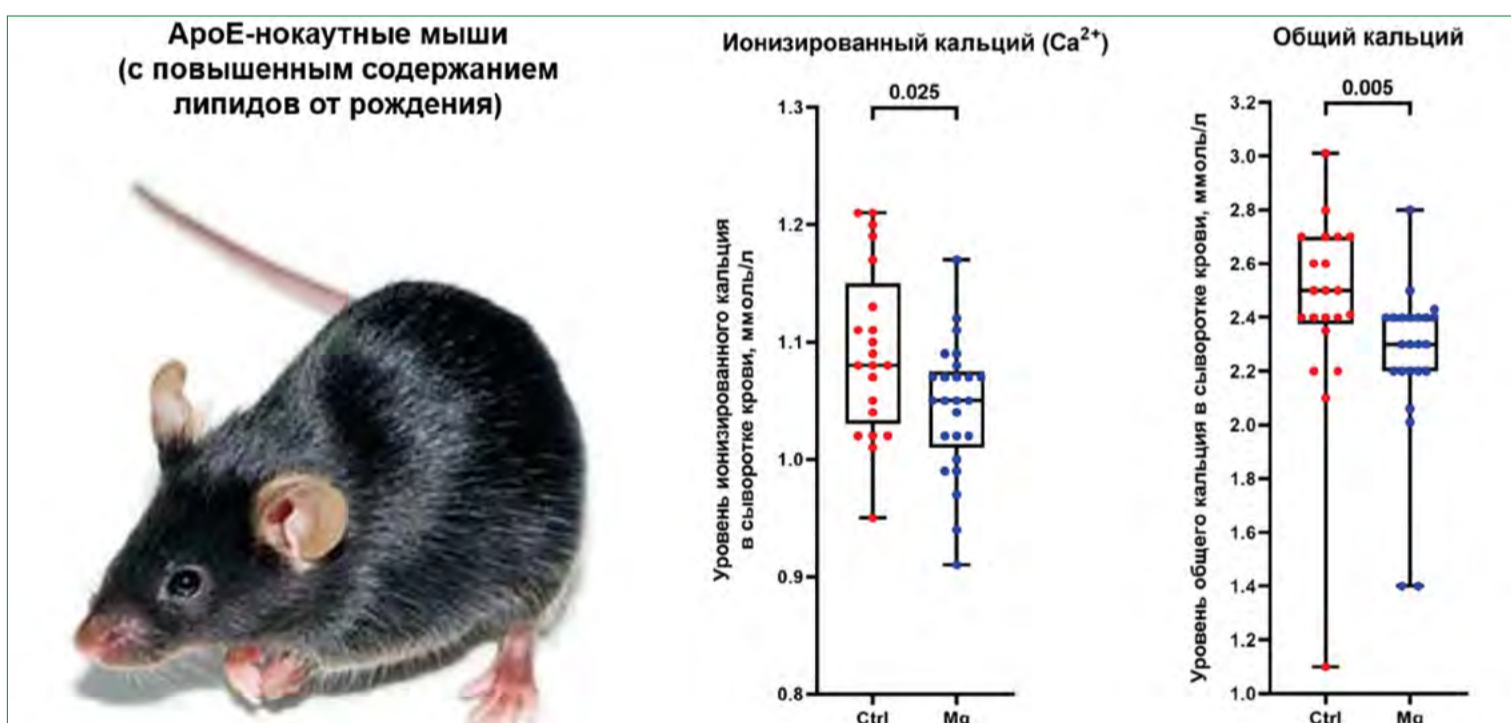 ApoE-нокаутные мыши
(с повышенным содержанием
липидов от рождения)
Ионизированный кальций (Ca²⁺)
0.025
Уровень ионизированного кальция
в сыворотке крови, ммоль/л
1.3
1.2
1.1
1.0
0.9
0.8
Ctrl Mg
Общий кальций
0.005
Уровень общего кальция в сыворотке крови, ммоль/л
3.2
3.0
2.8
2.6
2.4
2.2
2.0
1.8
1.6
1.4
1.2
1.0
Ctrl Mg